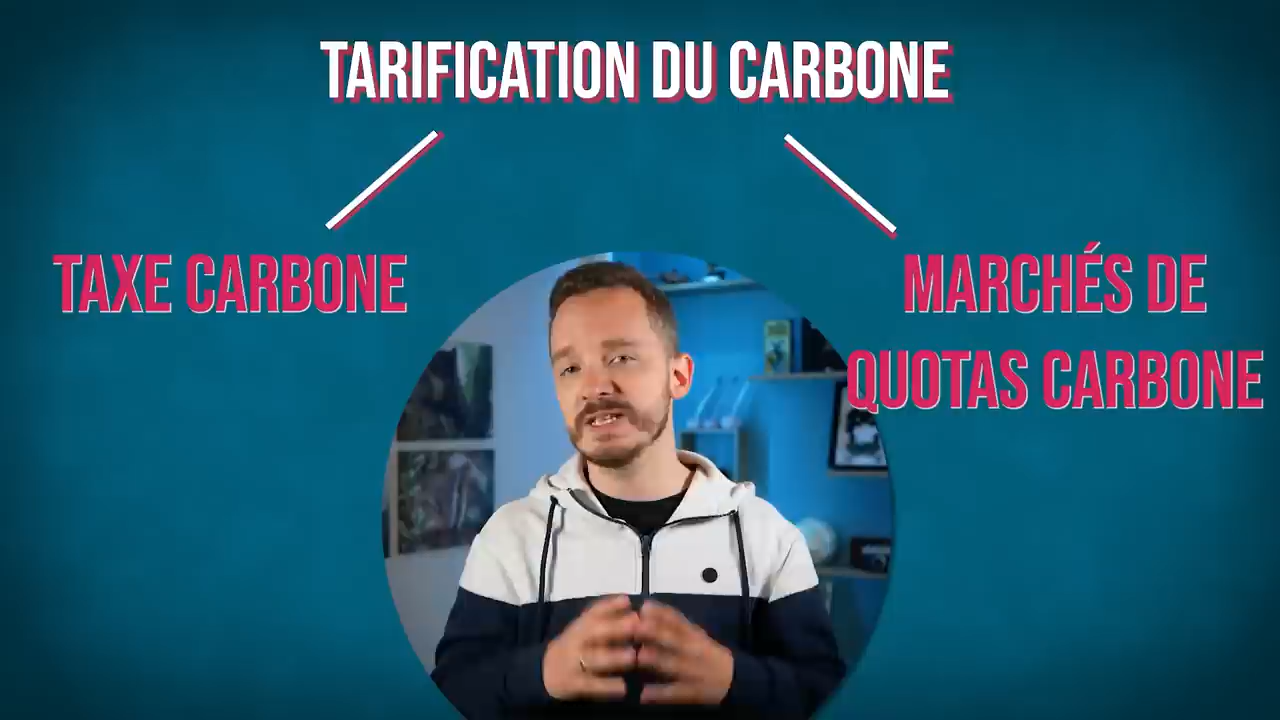 TARIFICATION DU CARBONE
TAXE CARBONE
MARCHÉS DE
QUOTAS CARBONE